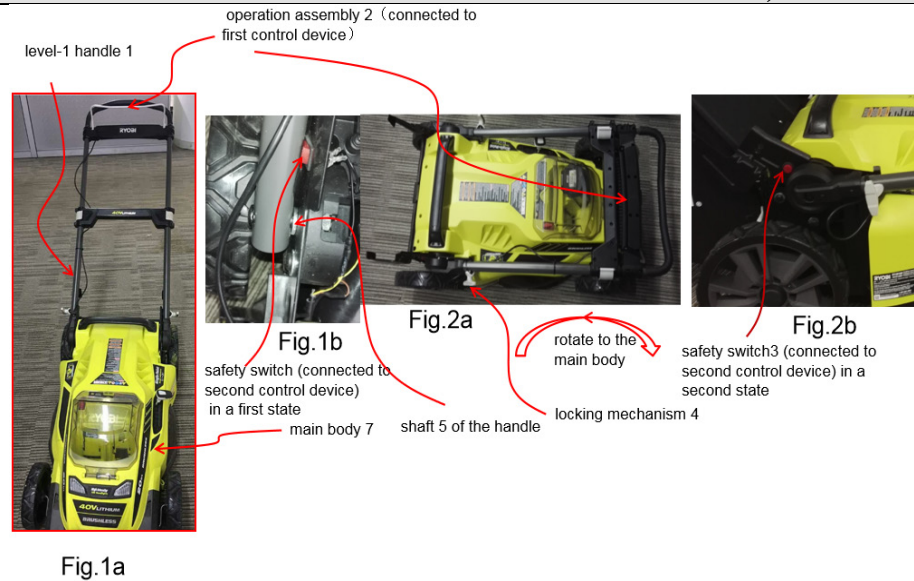 operation assembly 2（connected to
first control device）
level-1 handle 1
RYOBI
40V LITHIUM
Fig.1b
Fig.2a
Fig.2b
rotate to the
main body
safety switch (connected to
second control device)
in a first state
safety switch3 (connected to
second control device) in a
second state
locking mechanism 4
shaft 5 of the handle
main body 7
40V LITHIUM
BRUSHLESS
Fig.1a